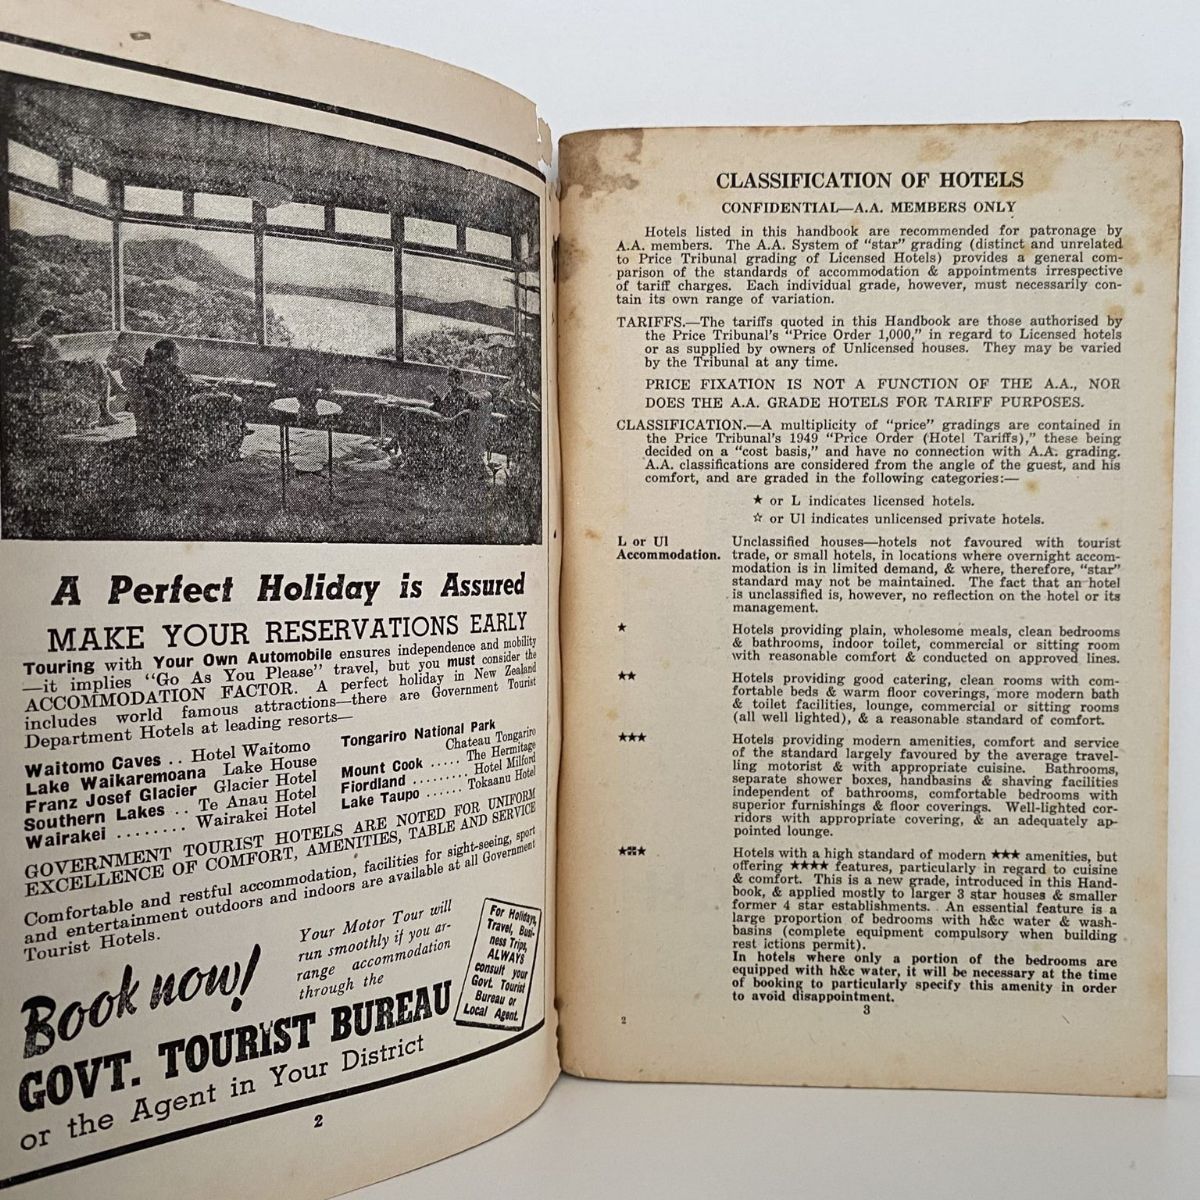 A Perfect Holiday is Assured
MAKE YOUR RESERVATIONS EARLY
Touring with Your Own Automobile ensures independence and mobility
—it implies "Go As You Please" travel, but you must consider the
ACCOMMODATION FACTOR. A perfect holiday in New Zealand
includes world famous attractions—there are Government Tourist
Department Hotels at leading resorts—
Waitomo Caves .. Hotel Waitomo
Lake Waikaremoana Lake House
Franz Josef Glacier Glacier Hotel
Southern Lakes .. Te Anau Hotel
Wairakei ........ Wairakei Hotel
Tongariro National Park
Chateau Tongariro
Mount Cook ..... The Hermitage
Fiordland ......... Hotel Milford
Lake Taupo ...... Tokaanu Hotel
GOVERNMENT TOURIST HOTELS ARE NOTED FOR UNIFORM
EXCELLENCE OF COMFORT, AMENITIES, TABLE AND SERVICE
Comfortable and restful accommodation, facilities for sight-seeing, sport
and entertainment outdoors and indoors are available at all Government
Tourist Hotels.
Book now!
Your Motor Tour will
run smoothly if you ar-
range accommodation
through the
For Holidays,
Travel, Busi-
ness Trips,
ALWAYS
consult your
Govt. Tourist
Bureau or
Local Agent.
GOVT. TOURIST BUREAU
or the Agent in Your District
2
CLASSIFICATION OF HOTELS
CONFIDENTIAL—A.A. MEMBERS ONLY
Hotels listed in this handbook are recommended for patronage by
A.A. members. The A.A. System of "star" grading (distinct and unrelated
to Price Tribunal grading of Licensed Hotels) provides a general com-
parison of the standards of accommodation & appointments irrespective
of tariff charges. Each individual grade, however, must necessarily con-
tain its own range of variation.
TARIFFS.—The tariffs quoted in this Handbook are those authorised by
the Price Tribunal's "Price Order 1,000," in regard to Licensed hotels
or as supplied by owners of Unlicensed houses. They may be varied
by the Tribunal at any time.
PRICE FIXATION IS NOT A FUNCTION OF THE A.A., NOR
DOES THE A.A. GRADE HOTELS FOR TARIFF PURPOSES.
CLASSIFICATION.—A multiplicity of "price" gradings are contained in
the Price Tribunal's 1949 "Price Order (Hotel Tariffs)," these being
decided on a "cost basis," and have no connection with A.A. grading.
A.A. classifications are considered from the angle of the guest, and his
comfort, and are graded in the following categories:—
★ or L indicates licensed hotels.
☆ or Ul indicates unlicensed private hotels.
L or Ul Accommodation. Unclassified houses—hotels not favoured with tourist
trade, or small hotels, in locations where overnight accom-
modation is in limited demand, & where, therefore, "star"
standard may not be maintained. The fact that an hotel
is unclassified is, however, no reflection on the hotel or its
management.
★ Hotels providing plain, wholesome meals, clean bedrooms
& bathrooms, indoor toilet, commercial or sitting room
with reasonable comfort & conducted on approved lines.
★★ Hotels providing good catering, clean rooms with com-
fortable beds & warm floor coverings, more modern bath
& toilet facilities, lounge, commercial or sitting rooms
(all well lighted), & a reasonable standard of comfort.
★★★ Hotels providing modern amenities, comfort and service
of the standard largely favoured by the average travel-
ling motorist & with appropriate cuisine. Bathrooms,
separate shower boxes, handbasins & shaving facilities
independent of bathrooms, comfortable bedrooms with
superior furnishings & floor coverings. Well-lighted cor-
ridors with appropriate covering, & an adequately ap-
pointed lounge.
Hotels with a high standard of modern ★★★ amenities, but
offering ★★★★ features, particularly in regard to cuisine
& comfort. This is a new grade, introduced in this Hand-
book, & applied mostly to larger 3 star houses & smaller
former 4 star establishments. An essential feature is a
large proportion of bedrooms with h&c water & wash-
basins (complete equipment compulsory when building
rest ictions permit).
In hotels where only a portion of the bedrooms are
equipped with h&c water, it will be necessary at the time
of booking to particularly specify this amenity in order
to avoid disappointment.
3
2